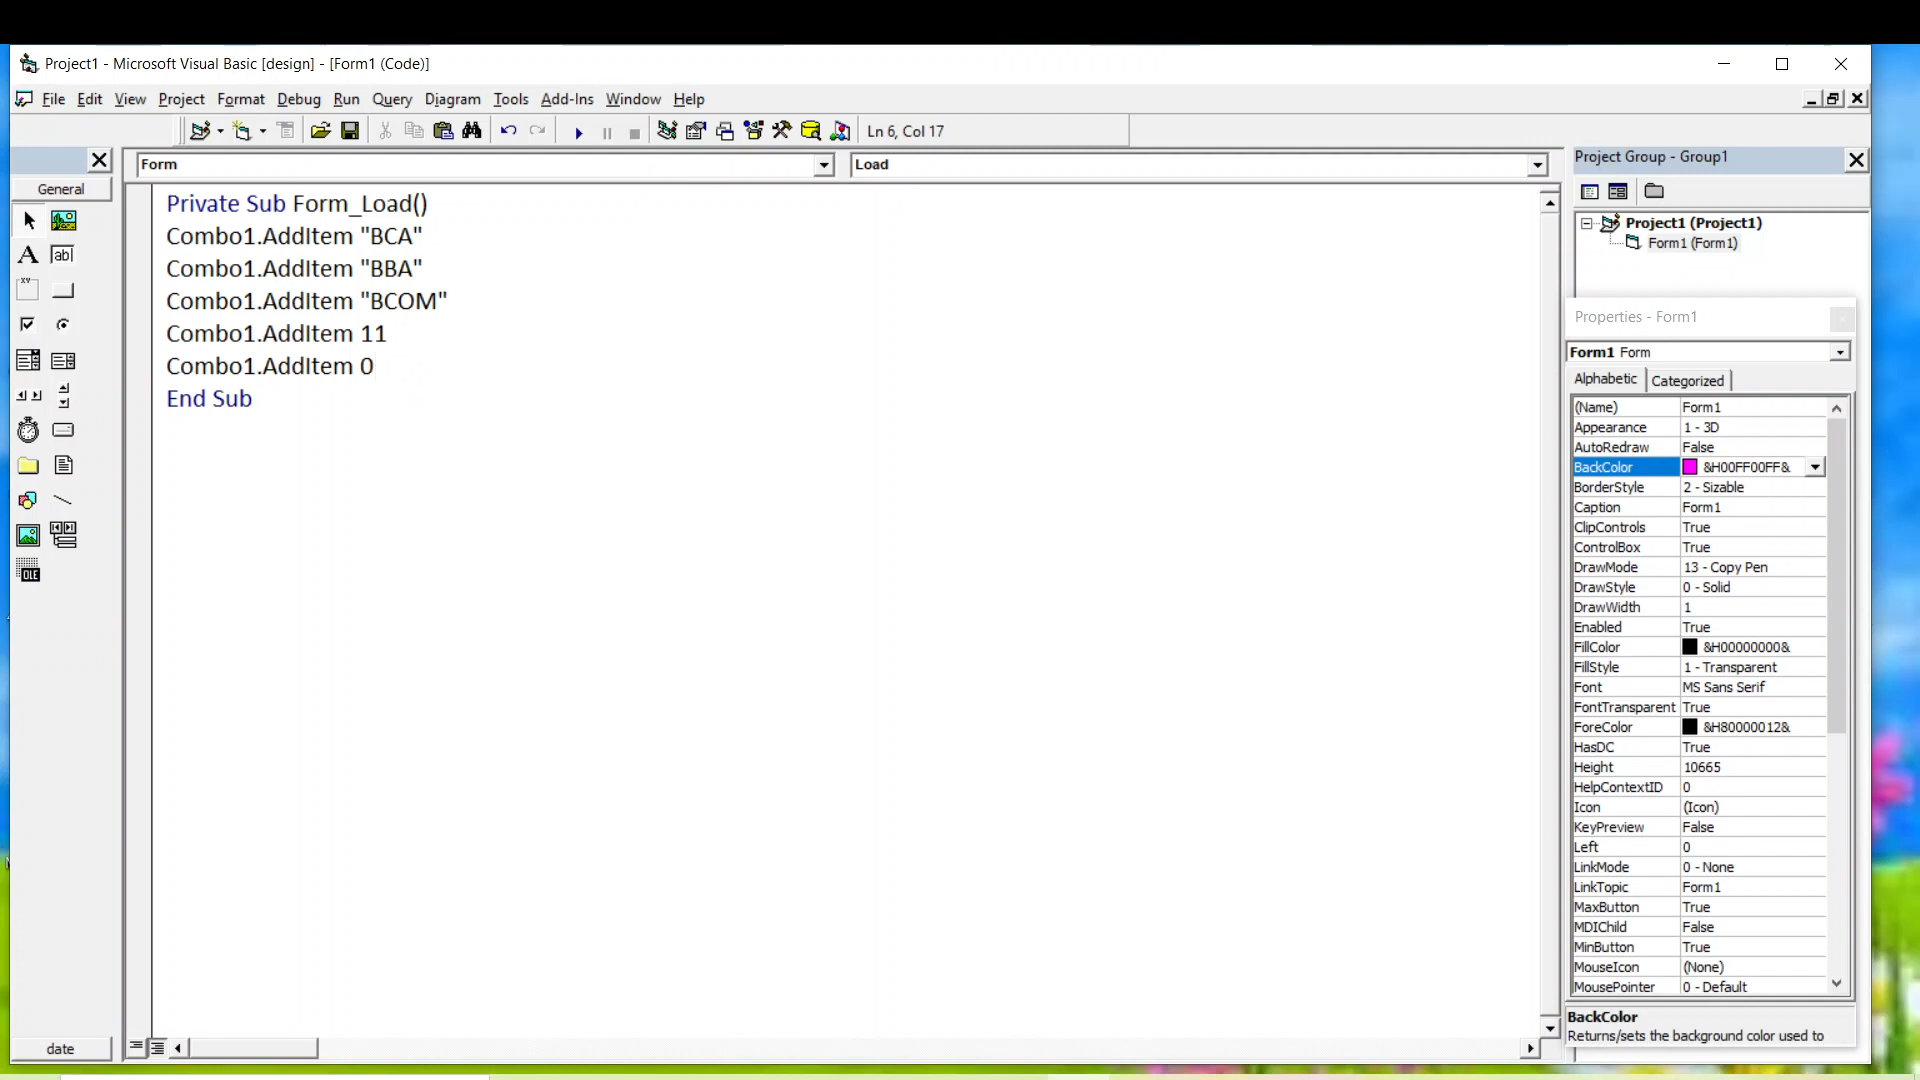 Project1 - Microsoft Visual Basic [design] - [Form1 (Code)]
File Edit View Project Format Debug Run Query Diagram Tools Add-Ins Window Help
Ln 6, Col 17
General
A
abl
XY
OLE
date
Form
Load
Private Sub Form_Load()
Combo1.AddItem "BCA"
Combo1.AddItem "BBA"
Combo1.AddItem "BCOM"
Combo1.AddItem 11
Combo1.AddItem 0
End Sub
Project Group - Group1
Project1 (Project1)
Form1 (Form1)
Properties - Form1
Form1 Form
Alphabetic Categorized
(Name) Form1
Appearance 1 - 3D
AutoRedraw False
BackColor &H00FF00FF&
BorderStyle 2 - Sizable
Caption Form1
ClipControls True
ControlBox True
DrawMode 13 - Copy Pen
DrawStyle 0 - Solid
DrawWidth 1
Enabled True
FillColor &H00000000&
FillStyle 1 - Transparent
Font MS Sans Serif
FontTransparent True
ForeColor &H80000012&
HasDC True
Height 10665
HelpContextID 0
Icon (Icon)
KeyPreview False
Left 0
LinkMode 0 - None
LinkTopic Form1
MaxButton True
MDIChild False
MinButton True
MouseIcon (None)
MousePointer 0 - Default
BackColor
Returns/sets the background color used to